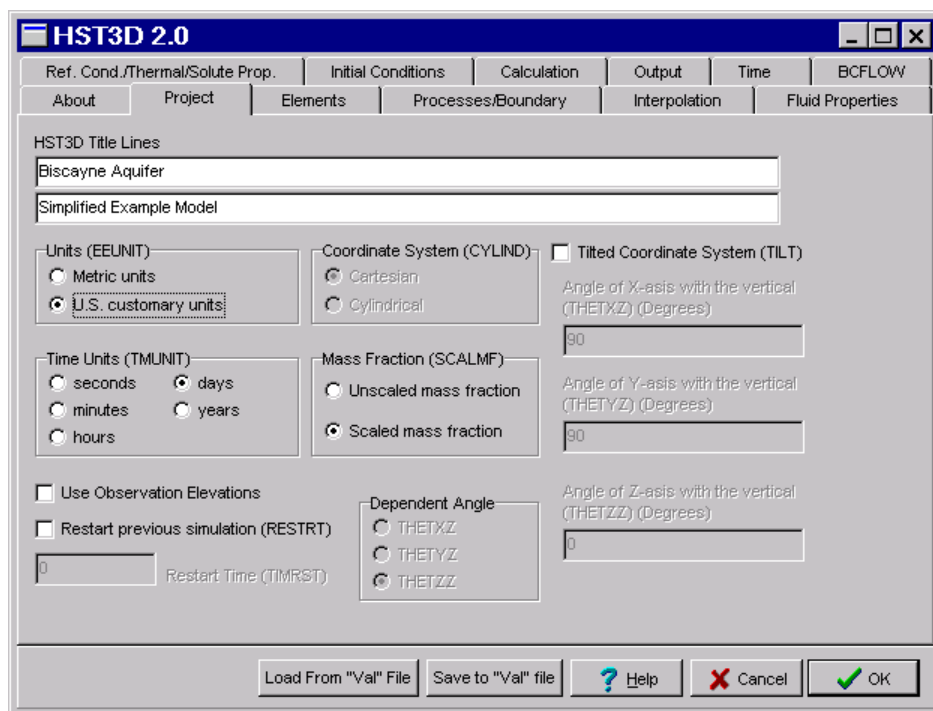 HST3D 2.0
Ref. Cond./Thermal/Solute Prop. Initial Conditions Calculation Output Time BCFLOW
About Project Elements Processes/Boundary Interpolation Fluid Properties
HST3D Title Lines
Biscayne Aquifer
Simplified Example Model
Units (EEUNIT)
Metric units
U.S. customary units
Coordinate System (CYLIND)
Cartesian
Cylindrical
Tilted Coordinate System (TILT)
Angle of X-axis with the vertical
(THETXZ) (Degrees)
90
Time Units (TMUNIT)
seconds days
minutes years
hours
Mass Fraction (SCALMF)
Unscaled mass fraction
Scaled mass fraction
Angle of Y-axis with the vertical
(THETYZ) (Degrees)
90
Use Observation Elevations
Restart previous simulation (RESTRT)
0 Restart Time (TIMRST)
Dependent Angle
THETXZ
THETYZ
THETZZ
Angle of Z-asis with the vertical
(THETZZ) (Degrees)
0
Load From "Val" File Save to "Val" file ? Help Cancel OK